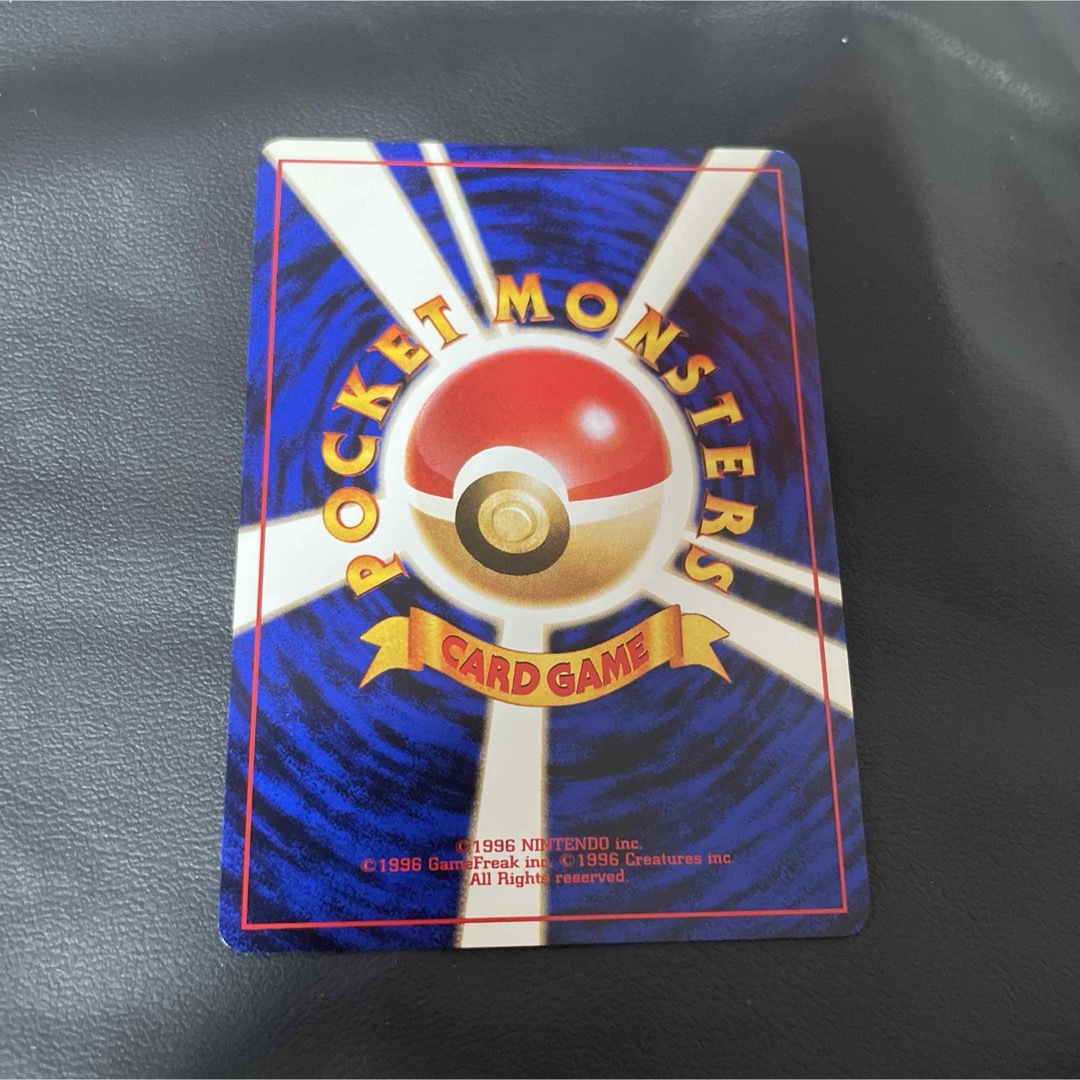 POCKET MONSTERS
CARD GAME
©1996 NINTENDO inc.
©1996 GameFreak inc. ©1996 Creatures inc.
All Rights reserved.